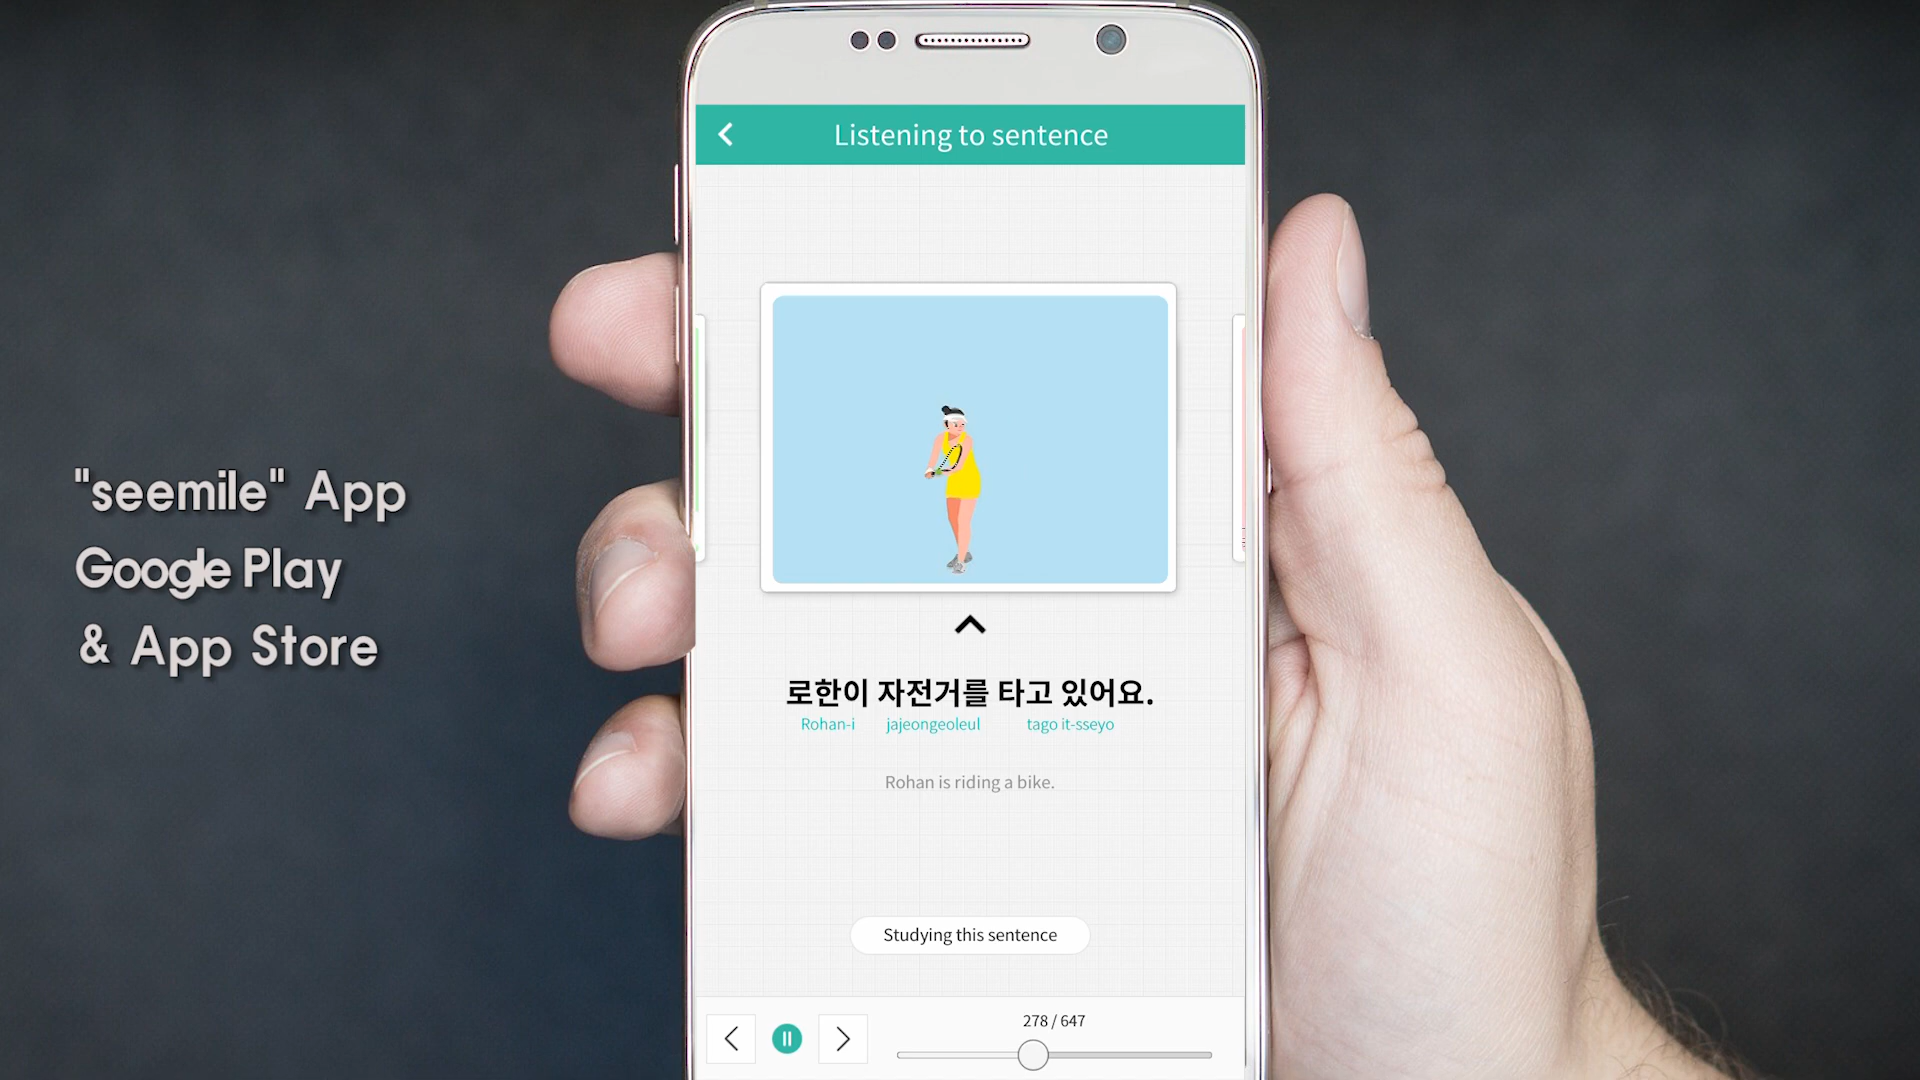 "seemile" App
Google Play
& App Store
Listening to sentence
로한이 자전거를 타고 있어요.
Rohan-i jajeongeoleul tago it-sseyo
Rohan is riding a bike.
Studying this sentence
278 / 647